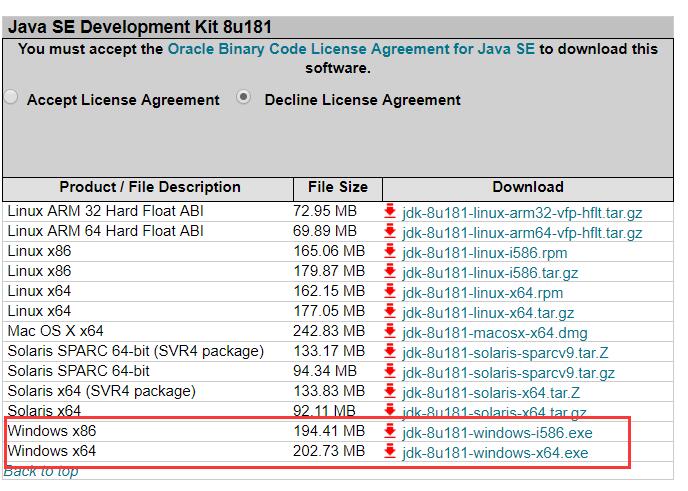 Java SE Development Kit 8u181
You must accept the Oracle Binary Code License Agreement for Java SE to download this
software.
Accept License Agreement Decline License Agreement
Product / File Description File Size Download
Linux ARM 32 Hard Float ABI 72.95 MB jdk-8u181-linux-arm32-vfp-hflt.tar.gz
Linux ARM 64 Hard Float ABI 69.89 MB jdk-8u181-linux-arm64-vfp-hflt.tar.gz
Linux x86 165.06 MB jdk-8u181-linux-i586.rpm
Linux x86 179.87 MB jdk-8u181-linux-i586.tar.gz
Linux x64 162.15 MB jdk-8u181-linux-x64.rpm
Linux x64 177.05 MB jdk-8u181-linux-x64.tar.gz
Mac OS X x64 242.83 MB jdk-8u181-macosx-x64.dmg
Solaris SPARC 64-bit (SVR4 package) 133.17 MB jdk-8u181-solaris-sparcv9.tar.Z
Solaris SPARC 64-bit 94.34 MB jdk-8u181-solaris-sparcv9.tar.gz
Solaris x64 (SVR4 package) 133.83 MB jdk-8u181-solaris-x64.tar.Z
Solaris x64 92.11 MB jdk-8u181-solaris-x64.tar.gz
Windows x86 194.41 MB jdk-8u181-windows-i586.exe
Windows x64 202.73 MB jdk-8u181-windows-x64.exe
Back to top